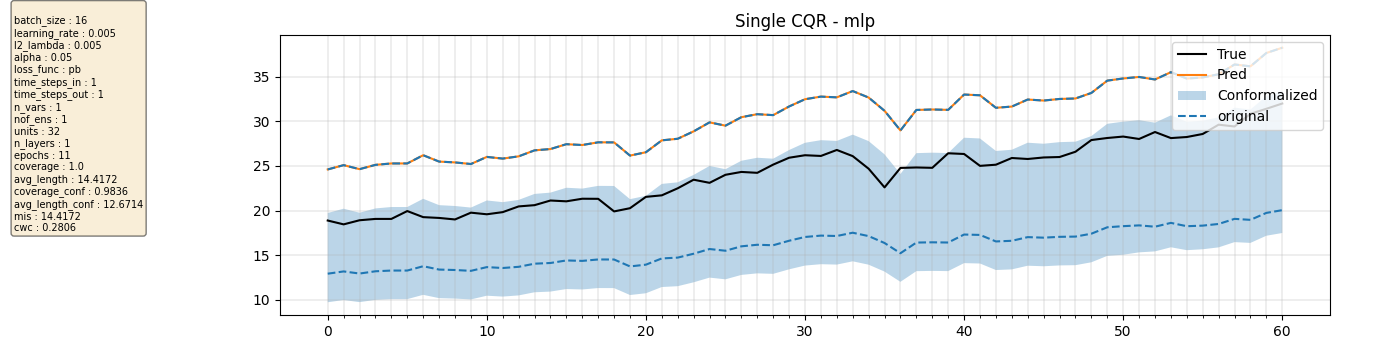 Single CQR - mlp
batch_size : 16
learning_rate : 0.005
l2_lambda : 0.005
alpha : 0.05
loss_func : pb
time_steps_in : 1
time_steps_out : 1
n_vars : 1
nof_ens : 1
units : 32
n_layers : 1
epochs : 11
coverage : 1.0
avg_length : 14.4172
coverage_conf : 0.9836
avg_length_conf : 12.6714
mis : 14.4172
cwc : 0.2806
35
30
25
20
15
10
True
Pred
Conformalized
original
0 10 20 30 40 50 60